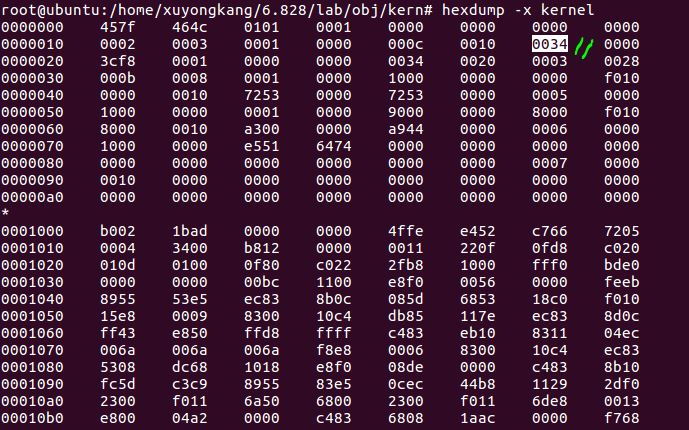 root@ubuntu:/home/xuyongkang/6.828/lab/obj/kern# hexdump -x kernel
0000000 457f 464c 0101 0001 0000 0000 0000 0000
0000010 0002 0003 0001 0000 000c 0010 0034 0000
0000020 3cf8 0001 0000 0034 0020 0003 0028
0000030 000b 0008 0001 0000 1000 0000 0000 f010
0000040 0000 0010 7253 0000 7253 0000 0005 0000
0000050 1000 0000 0001 0000 9000 0000 8000 f010
0000060 8000 0010 a300 0000 a944 0000 0006 0000
0000070 1000 0000 e551 6474 0000 0000 0000 0000
0000080 0000 0000 0000 0000 0000 0000 0007 0000
0000090 0010 0000 0000 0000 0000 0000 0000 0000
00000a0 0000 0000 0000 0000 0000 0000 0000 0000
*
0001000 b002 1bad 0000 0000 4ffe e452 c766 7205
0001010 0004 3400 b812 0000 0011 220f 0fd8 c020
0001020 010d 0100 0f80 c022 2fb8 1000 fff0 bde0
0001030 0000 0000 00bc 1100 e8f0 0056 0000 feeb
0001040 8955 53e5 ec83 8b0c 085d 6853 18c0 f010
0001050 15e8 0009 8300 10c4 db85 117e ec83 8d0c
0001060 ff43 e850 ffd8 ffff c483 eb10 8311 04ec
0001070 006a 006a 006a f8e8 0006 8300 10c4 ec83
0001080 5308 dc68 1018 e8f0 08de 0000 c483 8b10
0001090 fc5d c3c9 8955 83e5 0cec 44b8 1129 2df0
00010a0 2300 f011 6a50 6800 2300 f011 6de8 0013
00010b0 e800 04a2 0000 c483 6808 1aac 0000 f768